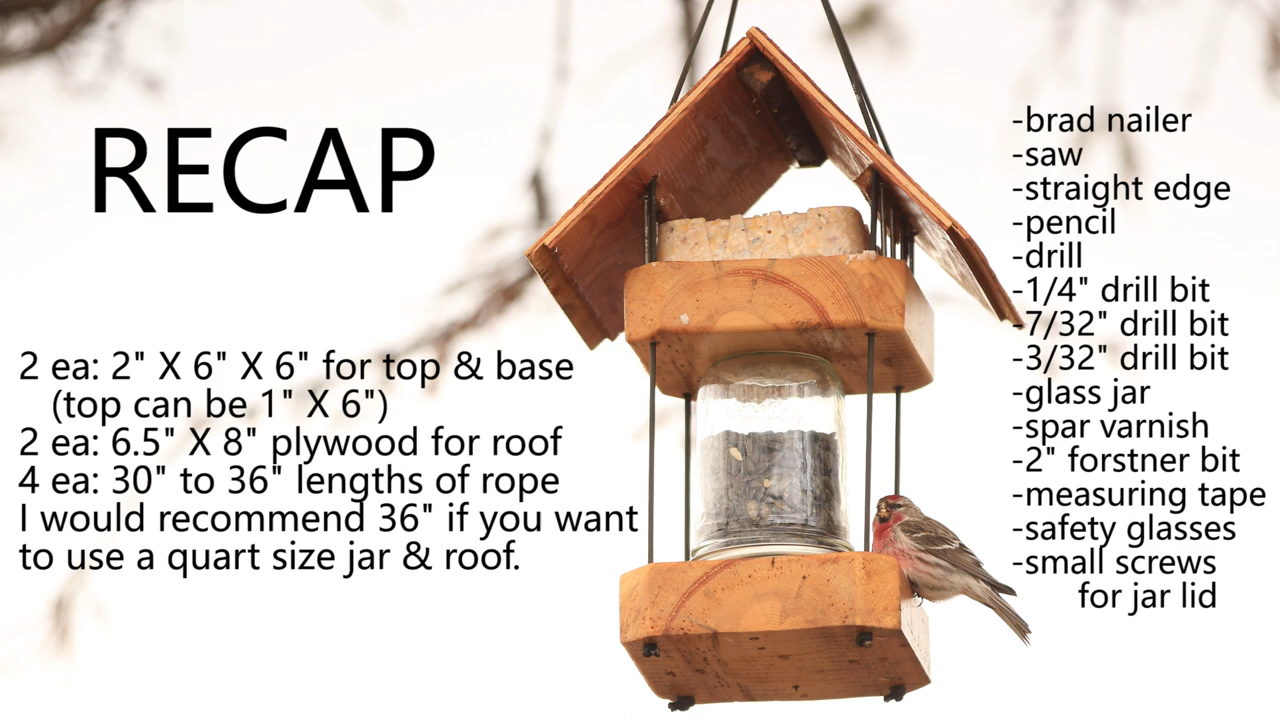 RECAP
2 ea: 2" X 6" X 6" for top & base
(top can be 1" X 6")
2 ea: 6.5" X 8" plywood for roof
4 ea: 30" to 36" lengths of rope
I would recommend 36" if you want
to use a quart size jar & roof.
-brad nailer
-saw
-straight edge
-pencil
-drill
-1/4" drill bit
-7/32" drill bit
-3/32" drill bit
-glass jar
-spar varnish
-2" forstner bit
-measuring tape
-safety glasses
-small screws
for jar lid